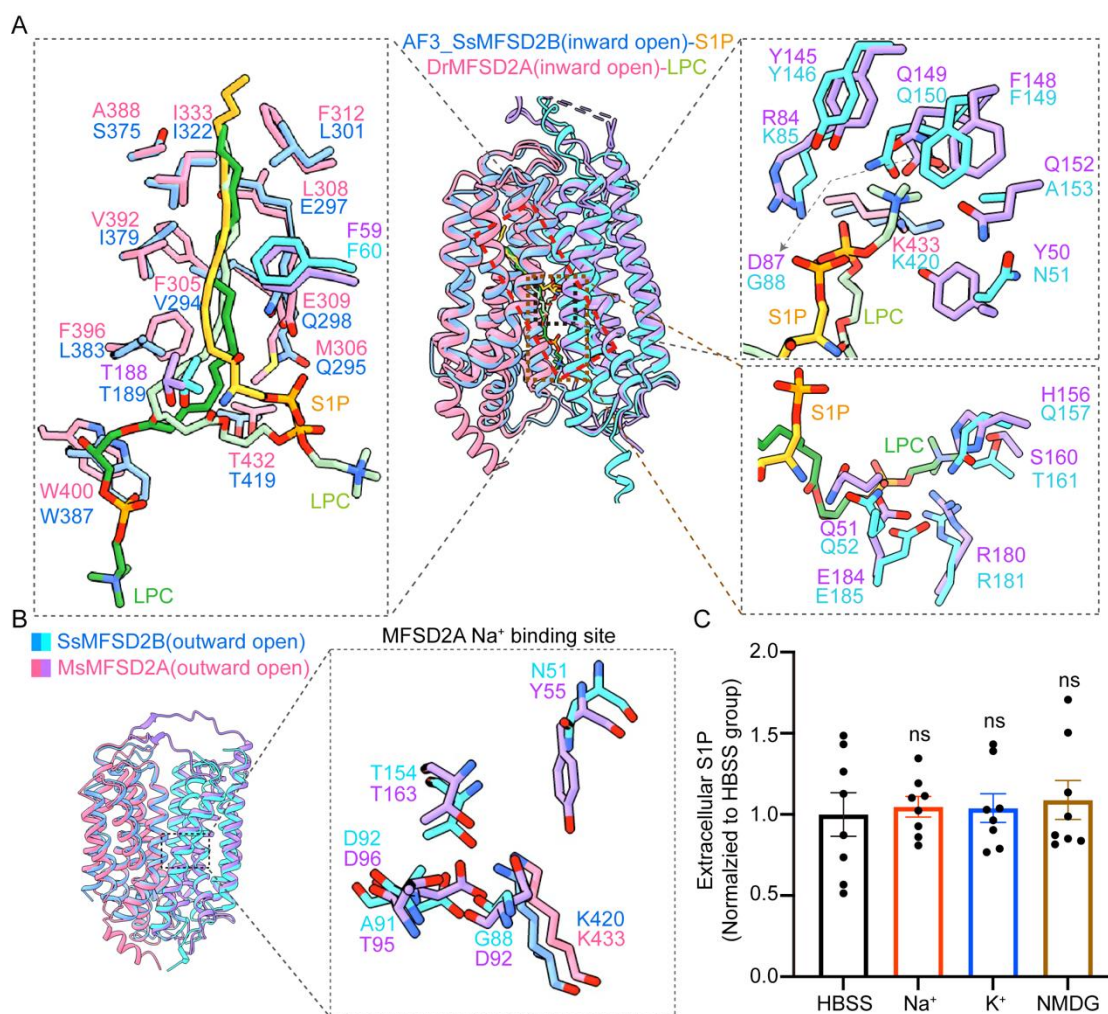 A
AF3_SsMFSD2B(inward open)-S1P
DrMFSD2A(inward open)-LPC
A388
S375
I333
I322
F312
L301
L308
E297
V392
I379
F59
F60
F305
V294
E309
Q298
F396
L383
M306
Q295
T188
T189
S1P
T432
T419
W400
W387
LPC
LPC
Y145
Y146
Q149
Q150
F148
F149
R84
K85
Q152
A153
D87
G88
K433
K420
Y50
N51
S1P
LPC
S1P
H156
Q157
LPC
S160
T161
Q51
Q52
R180
R181
E184
E185
B
SsMFSD2B(outward open)
MsMFSD2A(outward open)
MFSD2A Na⁺ binding site
N51
Y55
T154
T163
D92
D96
A91
T95
G88
D92
K420
K433
C
Extracellular S1P
(Normalzied to HBSS group)
2.0
1.5
1.0
0.5
0.0
ns
ns
ns
HBSS
Na⁺
K⁺
NMDG